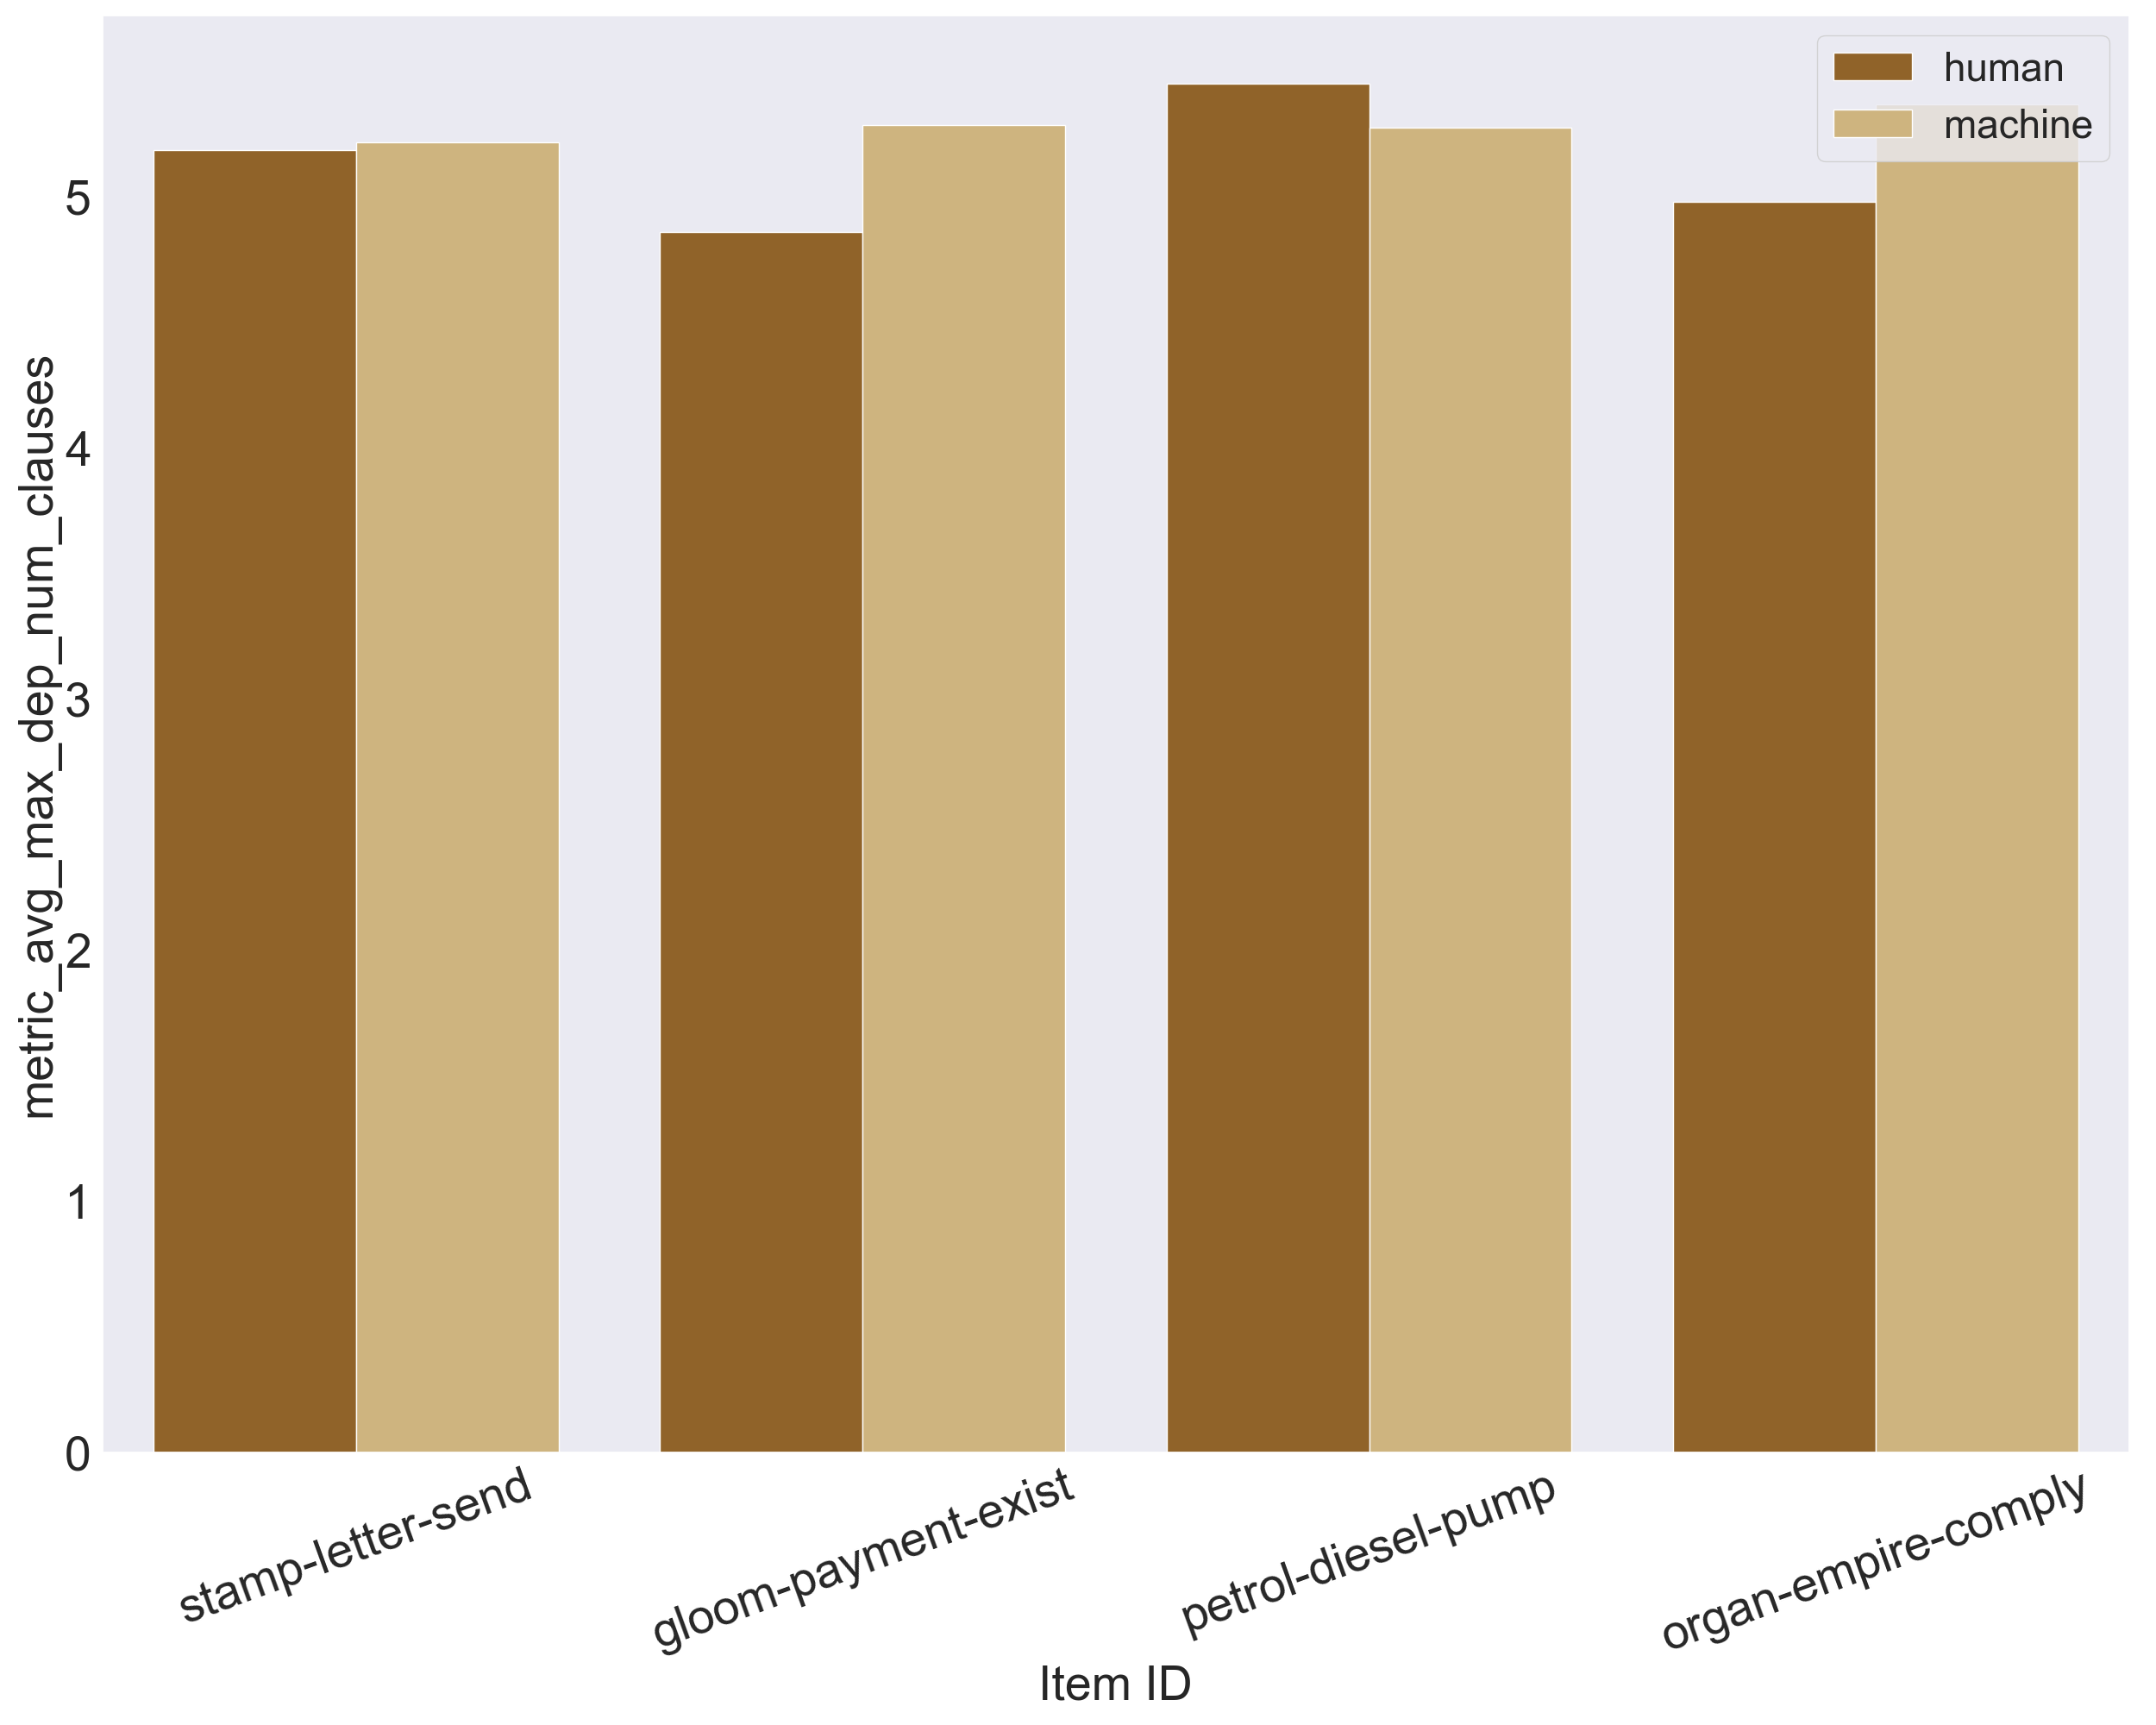 human
machine
5
4
3
2
1
0
metric_avg_max_dep_num_clauses
stamp-letter-send
gloom-payment-exist
petrol-diesel-pump
organ-empire-comply
Item ID